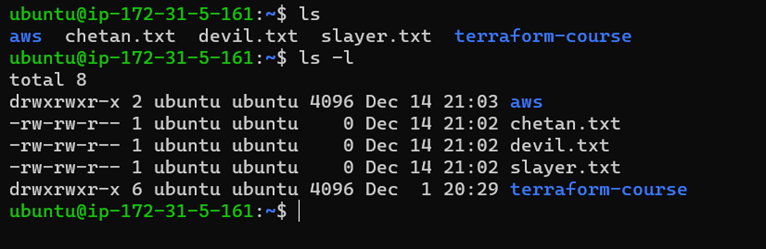 ubuntu@ip-172-31-5-161:~$ ls
aws  chetan.txt  devil.txt  slayer.txt  terraform-course
ubuntu@ip-172-31-5-161:~$ ls -l
total 8
drwxrwxr-x 2 ubuntu ubuntu 4096 Dec 14 21:03 aws
-rw-rw-r-- 1 ubuntu ubuntu    0 Dec 14 21:02 chetan.txt
-rw-rw-r-- 1 ubuntu ubuntu    0 Dec 14 21:02 devil.txt
-rw-rw-r-- 1 ubuntu ubuntu    0 Dec 14 21:02 slayer.txt
drwxrwxr-x 6 ubuntu ubuntu 4096 Dec  1 20:29 terraform-course
ubuntu@ip-172-31-5-161:~$